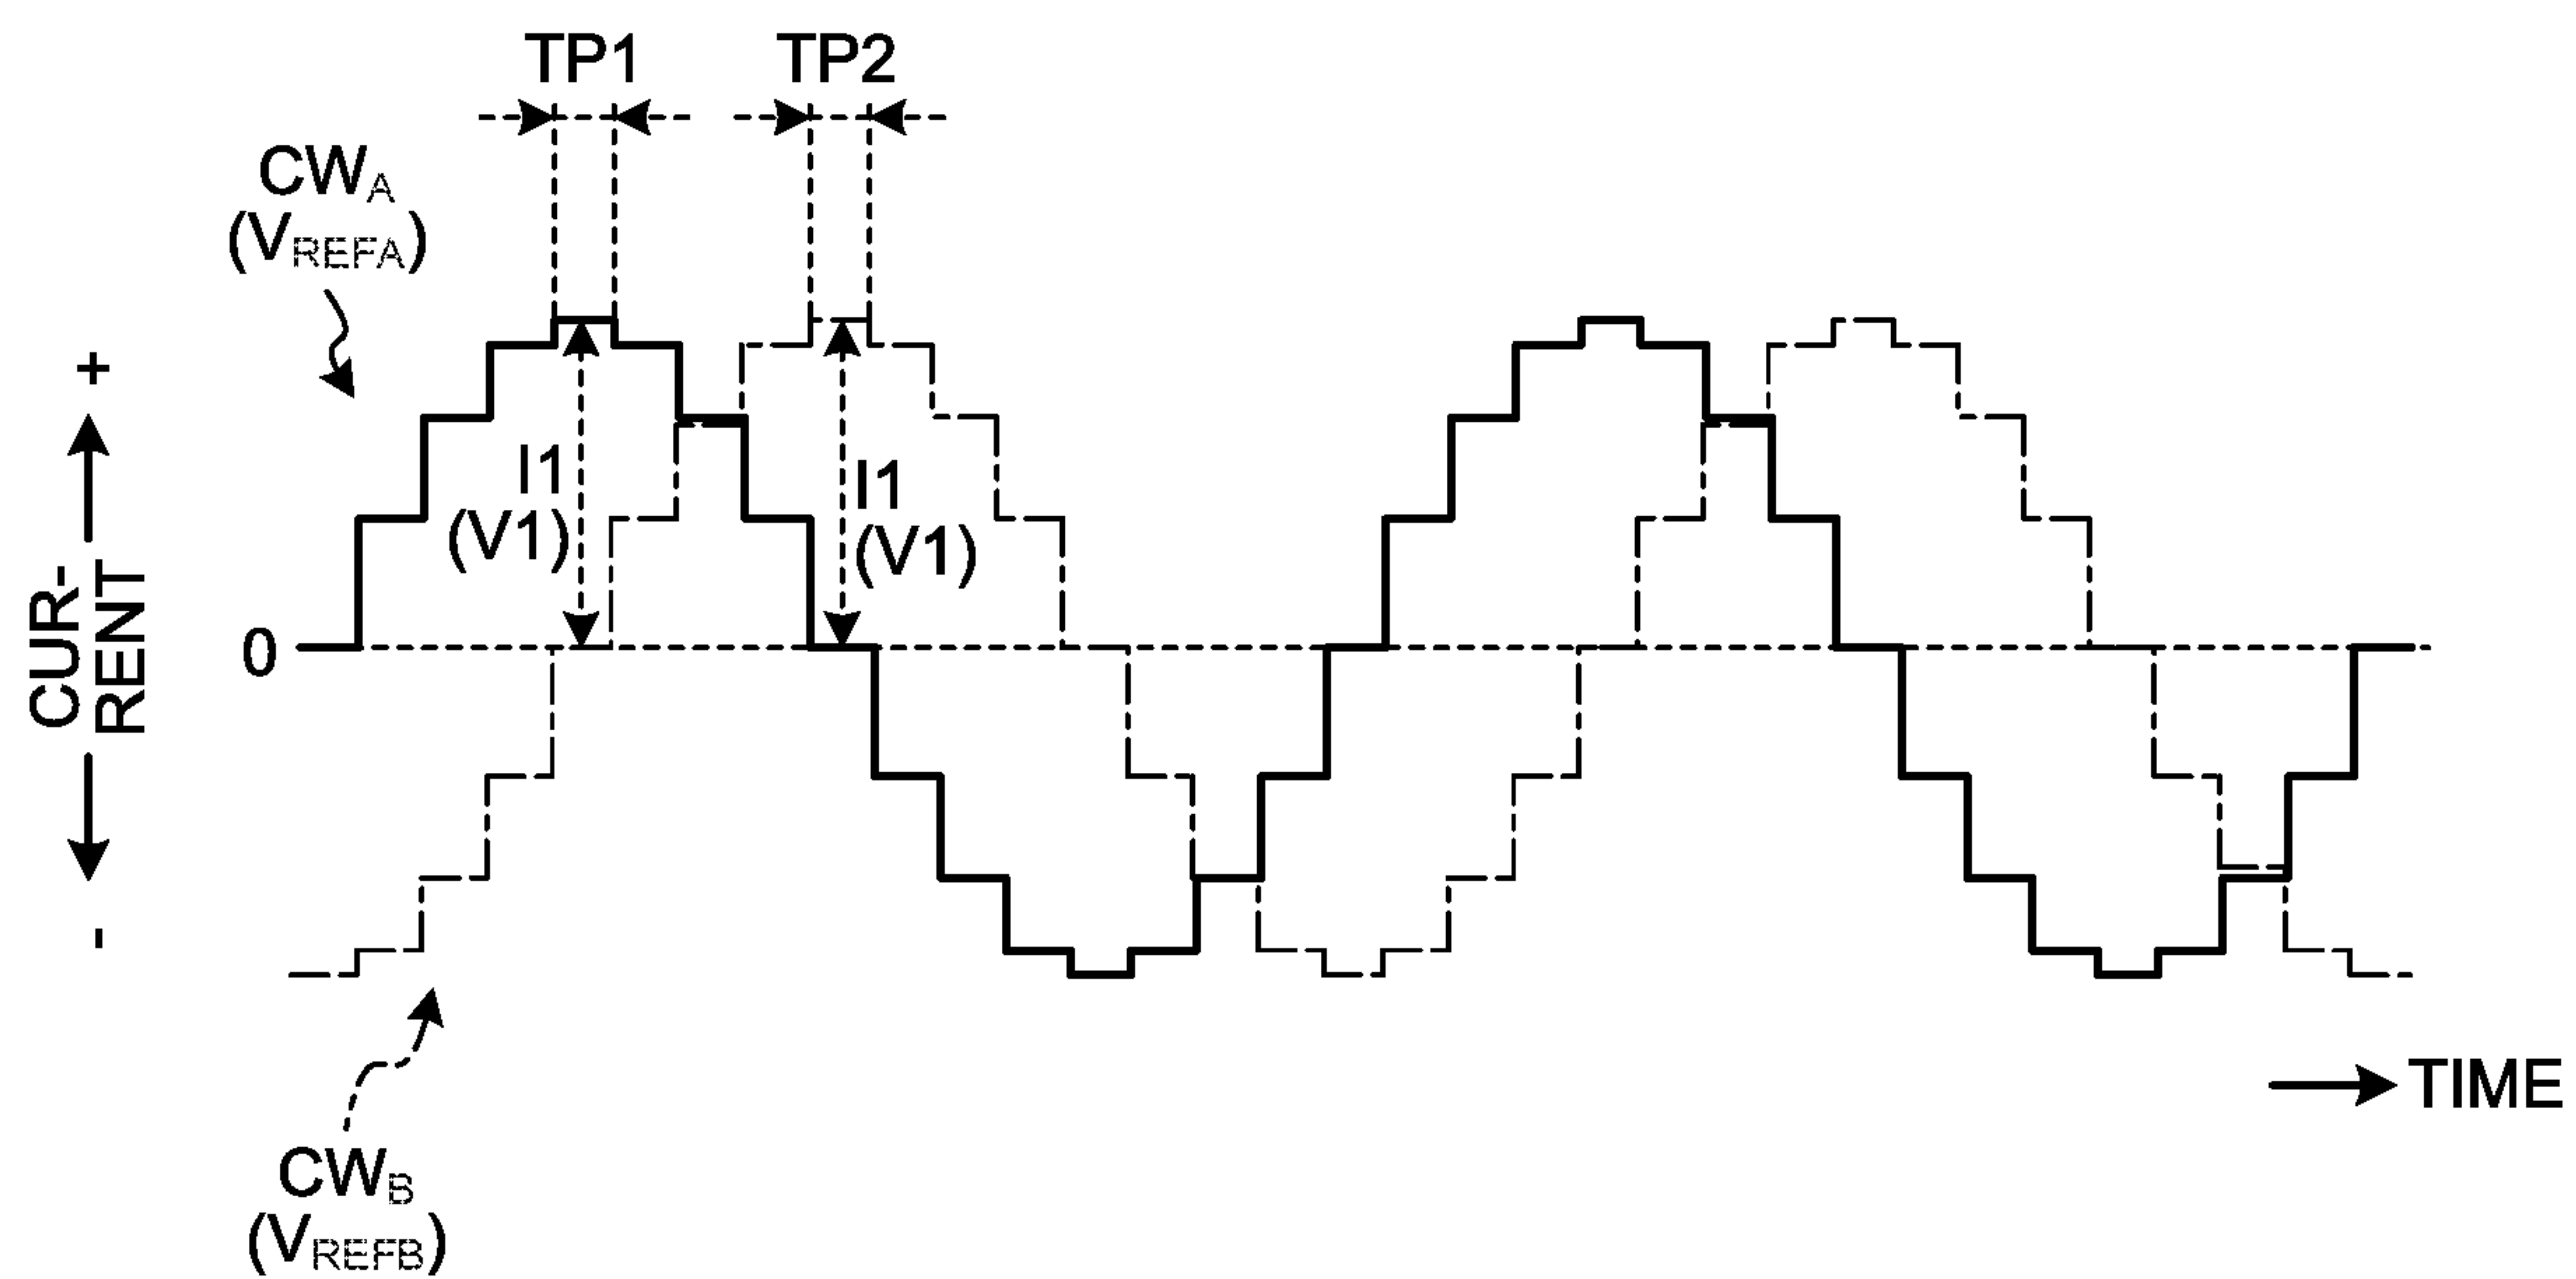 TP1 TP2
CWA
(VREFA)
+
I1
(V1)
I1
(V1)
CUR-
RENT
0
-
TIME
CWB
(VREFB)